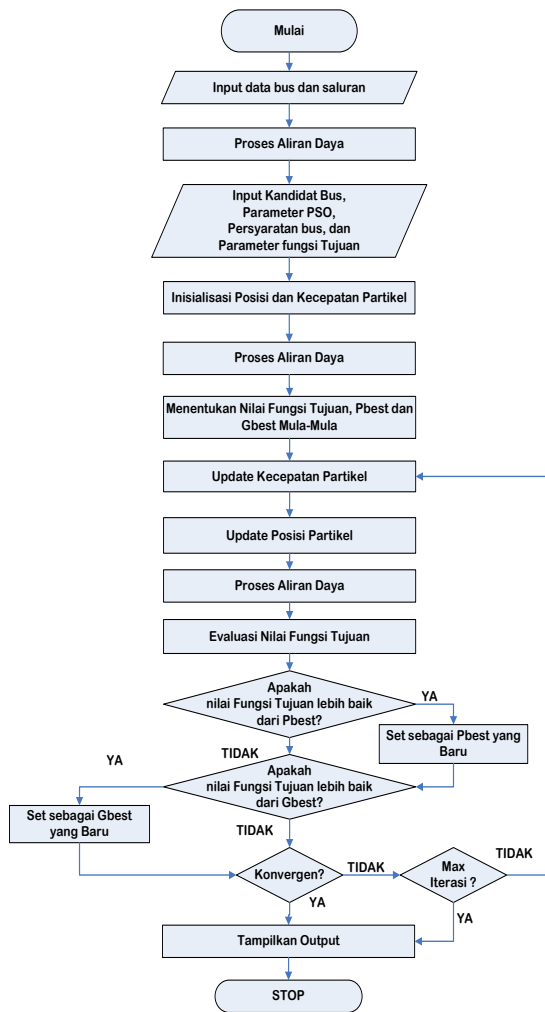 Mulai
Input data bus dan saluran
Proses Aliran Daya
Input Kandidat Bus,
Parameter PSO,
Persyaratan bus, dan
Parameter fungsi Tujuan
Inisialisasi Posisi dan Kecepatan Partikel
Proses Aliran Daya
Menentukan Nilai Fungsi Tujuan, Pbest dan
Gbest Mula-Mula
Update Kecepatan Partikel
Update Posisi Partikel
Proses Aliran Daya
Evaluasi Nilai Fungsi Tujuan
Apakah
nilai Fungsi Tujuan lebih baik
dari Pbest?
YA
Set sebagai Pbest yang
Baru
TIDAK
Apakah
nilai Fungsi Tujuan lebih baik
dari Gbest?
YA
Set sebagai Gbest
yang Baru
TIDAK
Konvergen?
TIDAK
Max
Iterasi ?
TIDAK
YA
YA
Tampilkan Output
STOP